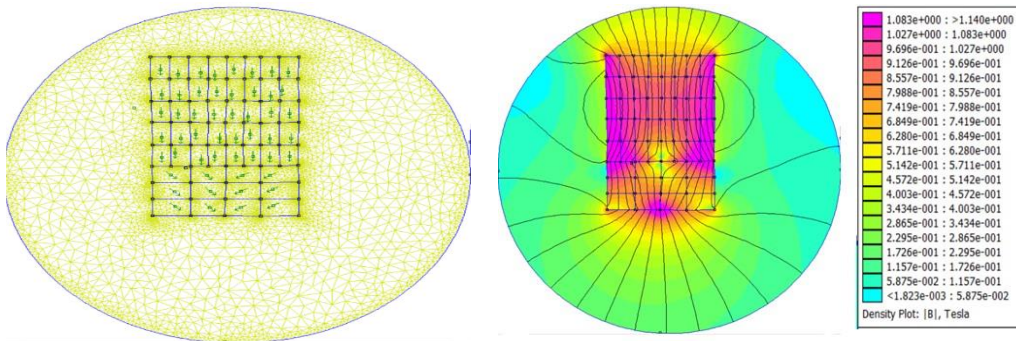 1.083e+000 : >1.140e+000
1.027e+000 : 1.083e+000
9.696e-001 : 1.027e+000
9.126e-001 : 9.696e-001
8.557e-001 : 9.126e-001
7.988e-001 : 8.557e-001
7.419e-001 : 7.988e-001
6.849e-001 : 7.419e-001
6.280e-001 : 6.849e-001
5.711e-001 : 6.280e-001
5.142e-001 : 5.711e-001
4.572e-001 : 5.142e-001
4.003e-001 : 4.572e-001
3.434e-001 : 4.003e-001
2.865e-001 : 3.434e-001
2.295e-001 : 2.865e-001
1.726e-001 : 2.295e-001
1.157e-001 : 1.726e-001
5.875e-002 : 1.157e-001
<1.823e-003 : 5.875e-002
Density Plot: |B|, Tesla